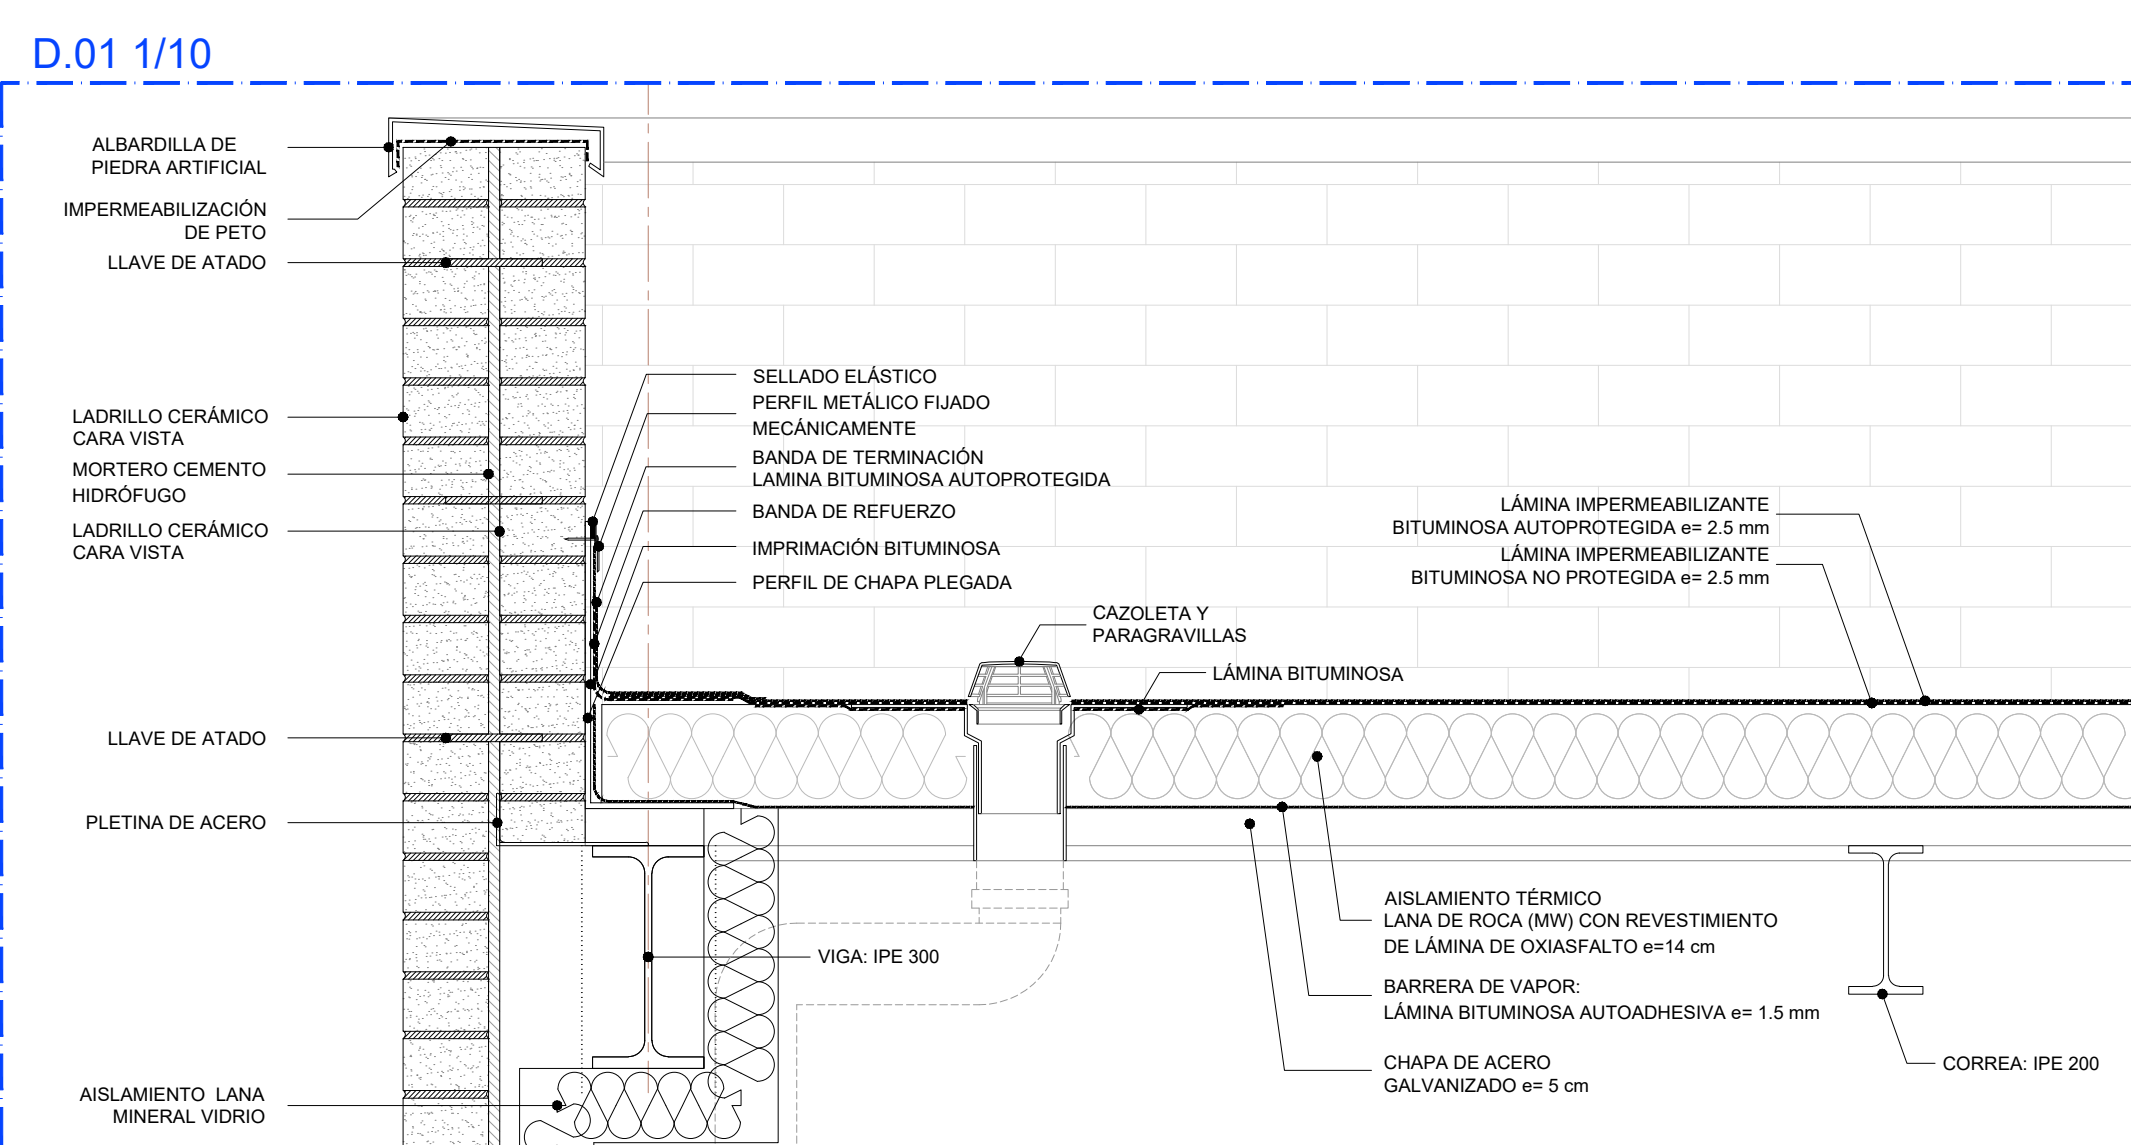 D.01 1/10
ALBARDILLA DE
PIEDRA ARTIFICIAL
IMPERMEABILIZACIÓN
DE PETO
LLAVE DE ATADO
LADRILLO CERÁMICO
CARA VISTA
MORTERO CEMENTO
HIDRÓFUGO
LADRILLO CERÁMICO
CARA VISTA
LLAVE DE ATADO
PLETINA DE ACERO
AISLAMIENTO LANA
MINERAL VIDRIO
SELLADO ELÁSTICO
PERFIL METÁLICO FIJADO
MECÁNICAMENTE
BANDA DE TERMINACIÓN
LAMINA BITUMINOSA AUTOPROTEGIDA
BANDA DE REFUERZO
IMPRIMACIÓN BITUMINOSA
PERFIL DE CHAPA PLEGADA
CAZOLETA Y
PARAGRAVILLAS
LÁMINA BITUMINOSA
LÁMINA IMPERMEABILIZANTE
BITUMINOSA AUTOPROTEGIDA e= 2.5 mm
LÁMINA IMPERMEABILIZANTE
BITUMINOSA NO PROTEGIDA e= 2.5 mm
VIGA: IPE 300
AISLAMIENTO TÉRMICO
LANA DE ROCA (MW) CON REVESTIMIENTO
DE LÁMINA DE OXIASFALTO e=14 cm
BARRERA DE VAPOR:
LÁMINA BITUMINOSA AUTOADHESIVA e= 1.5 mm
CHAPA DE ACERO
GALVANIZADO e= 5 cm
CORREA: IPE 200